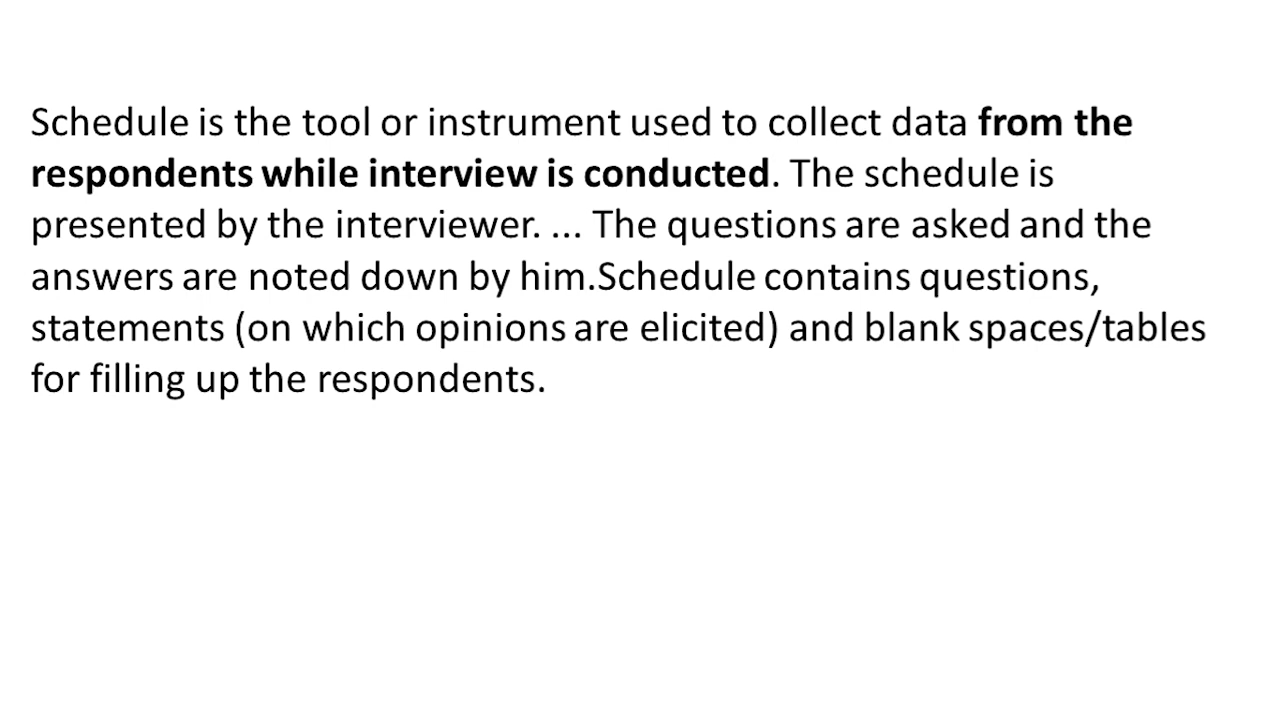 Schedule is the tool or instrument used to collect data from the
respondents while interview is conducted. The schedule is
presented by the interviewer. ... The questions are asked and the
answers are noted down by him.Schedule contains questions,
statements (on which opinions are elicited) and blank spaces/tables
for filling up the respondents.